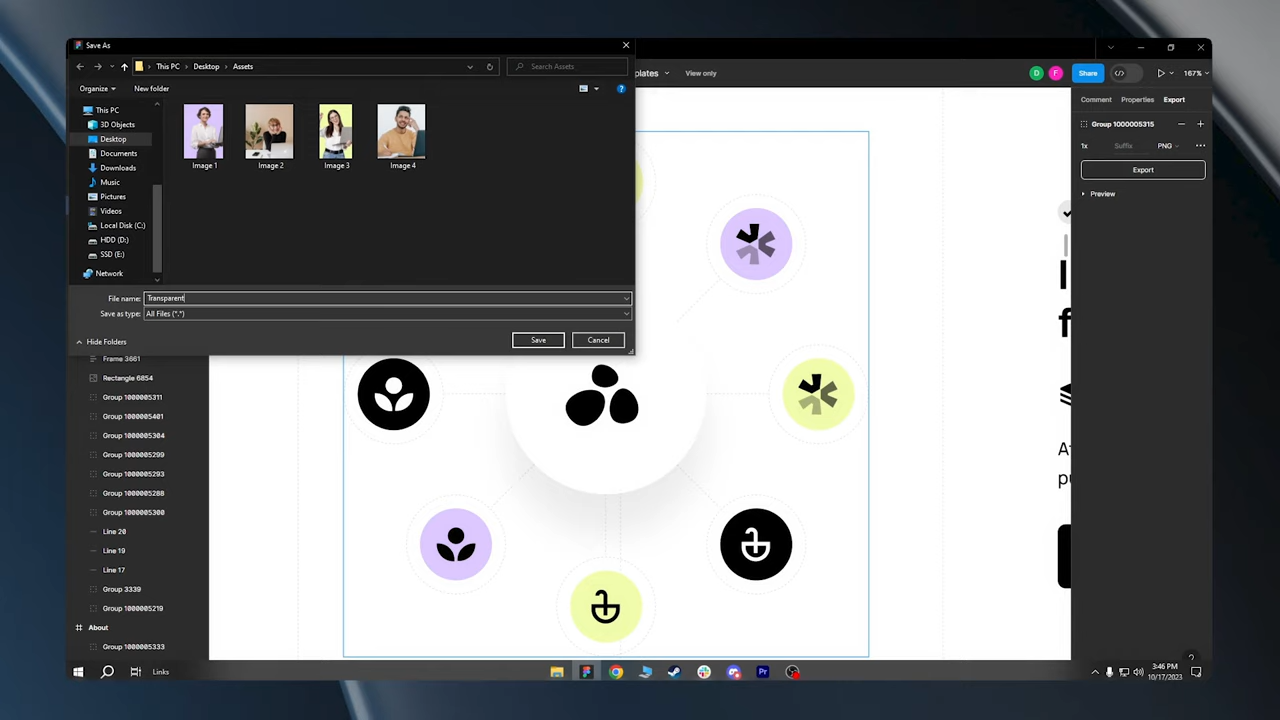 Save As
This PC > Desktop > Assets
Search Assets
Organize
New folder
This PC
3D Objects
Desktop
Documents
Downloads
Music
Pictures
Videos
Local Disk (C:)
HDD (D:)
SSD (E:)
Network
Image 1
Image 2
Image 3
Image 4
File name: Transparent
Save as type: All Files (*.*)
Hide Folders
Save
Cancel
plates
View only
D
F
Share
167%
Comment
Properties
Export
Group 1000005315
1x
Suffix
PNG
Export
Preview
Frame 3661
Rectangle 6854
Group 1000005311
Group 1000005401
Group 1000005304
Group 1000005299
Group 1000005293
Group 1000005288
Group 1000005300
Line 20
Line 19
Line 17
Group 3339
Group 1000005219
About
Group 1000005333
Links
Pr
3:46 PM
10/17/2023